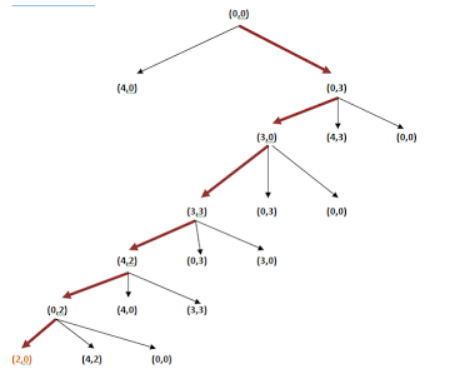 (0,0)
(4,0) (0,3)
(3,0) (4,3) (0,0)
(3,3) (0,3) (0,0)
(4,2) (0,3) (3,0)
(0,2) (4,0) (3,3)
(2,0) (4,2) (0,0)